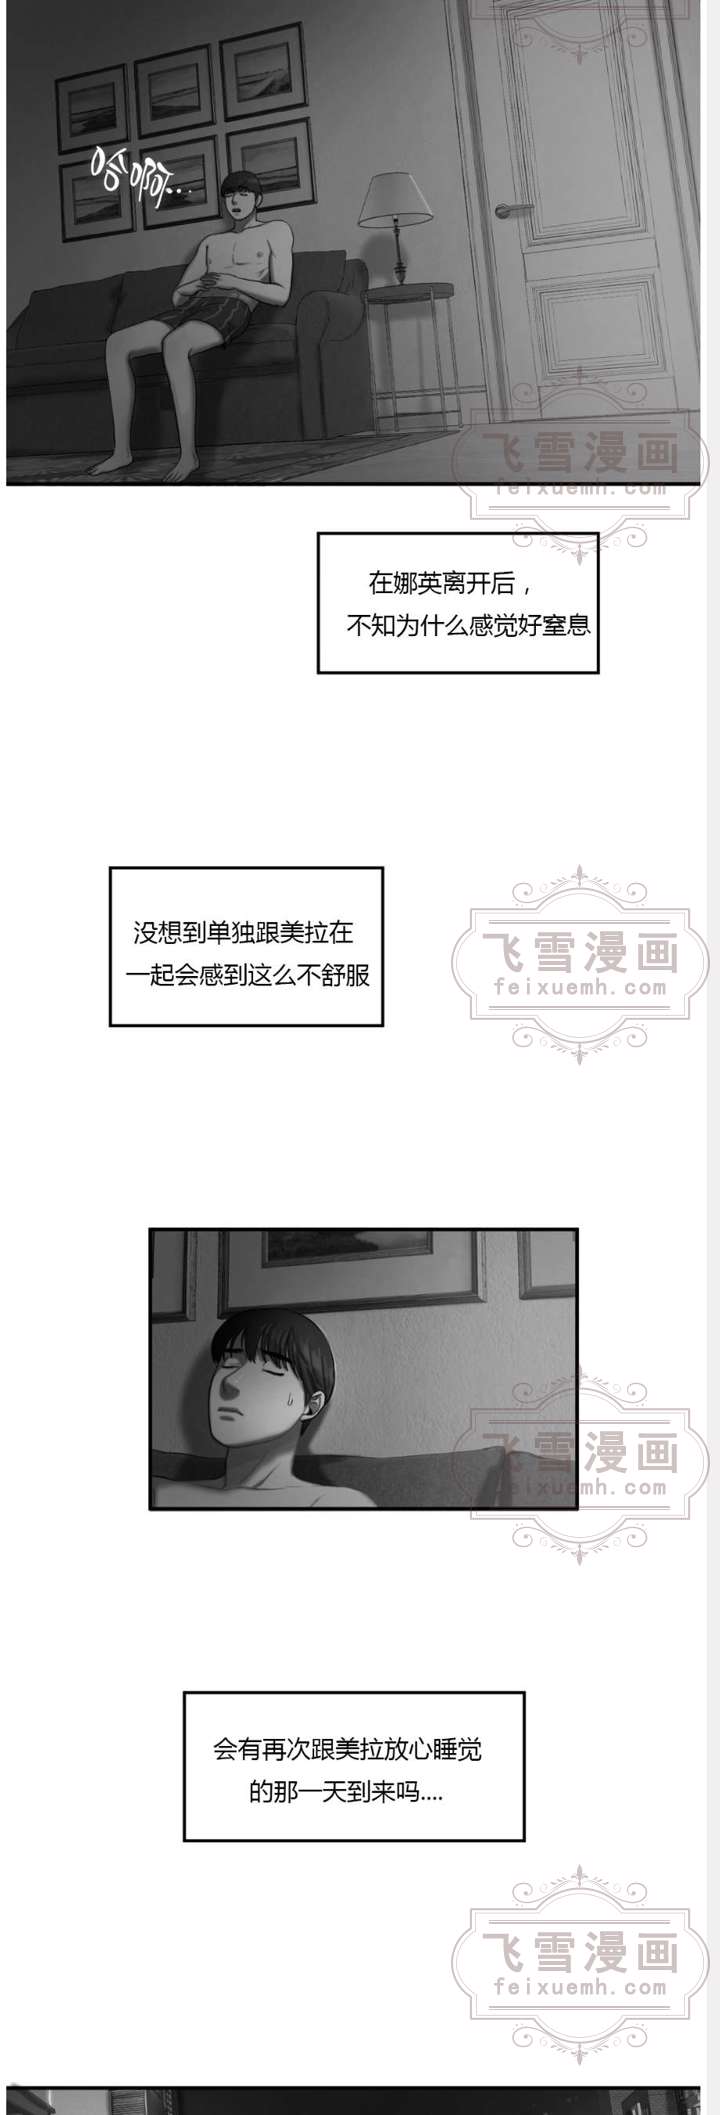 哈啊...
飞雪漫画
feixuemh.com
在娜英离开后，
不知为什么感觉好窒息
没想到单独跟美拉在
一起会感到这么不舒服
飞雪漫画
feixuemh.com
飞雪漫画
feixuemh.com
会有再次跟美拉放心睡觉
的那一天到来吗....
飞雪漫画
feixuemh.com